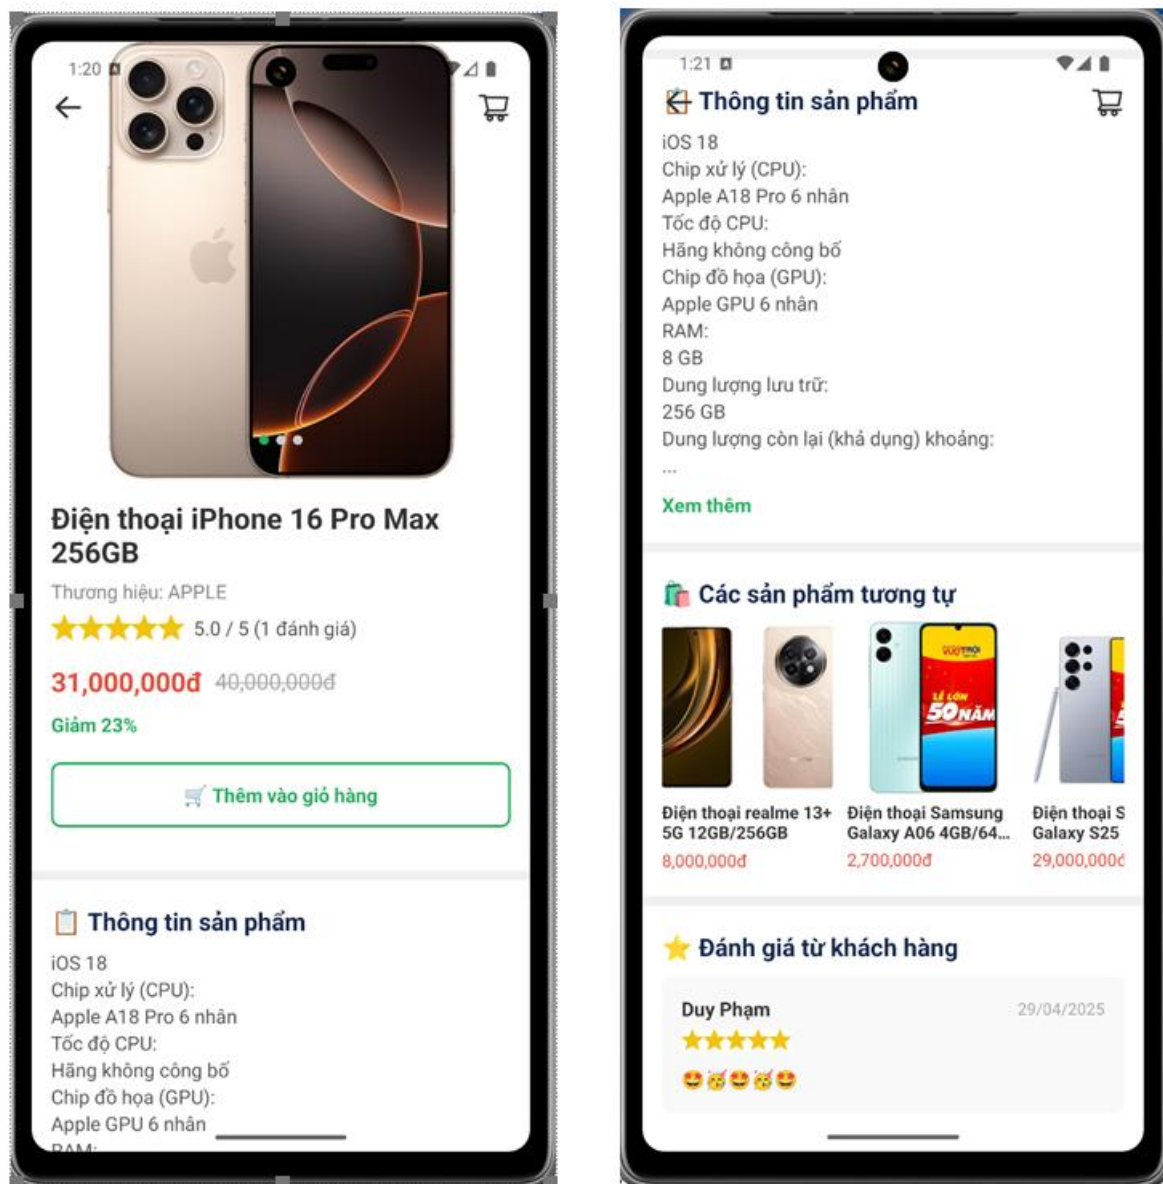 1:20
Điện thoại iPhone 16 Pro Max
256GB
Thương hiệu: APPLE
5.0 / 5 (1 đánh giá)
31,000,000đ 40,000,000đ
Giảm 23%
🛒 Thêm vào giỏ hàng
📋 Thông tin sản phẩm
iOS 18
Chip xử lý (CPU):
Apple A18 Pro 6 nhân
Tốc độ CPU:
Hãng không công bố
Chip đồ họa (GPU):
Apple GPU 6 nhân
RAM:
1:21
Thông tin sản phẩm
iOS 18
Chip xử lý (CPU):
Apple A18 Pro 6 nhân
Tốc độ CPU:
Hãng không công bố
Chip đồ họa (GPU):
Apple GPU 6 nhân
RAM:
8 GB
Dung lượng lưu trữ:
256 GB
Dung lượng còn lại (khả dụng) khoảng:
...
Xem thêm
🛍️ Các sản phẩm tương tự
VƯỢT TRỘI
LỄ LỚN
50 NĂM
Điện thoại realme 13+
5G 12GB/256GB
8,000,000đ
Điện thoại Samsung
Galaxy A06 4GB/64...
2,700,000đ
Điện thoại S
Galaxy S25
29,000,000đ
⭐ Đánh giá từ khách hàng
Duy Phạm 29/04/2025
⭐⭐⭐⭐⭐
🤩🥳🤩🥳🤩